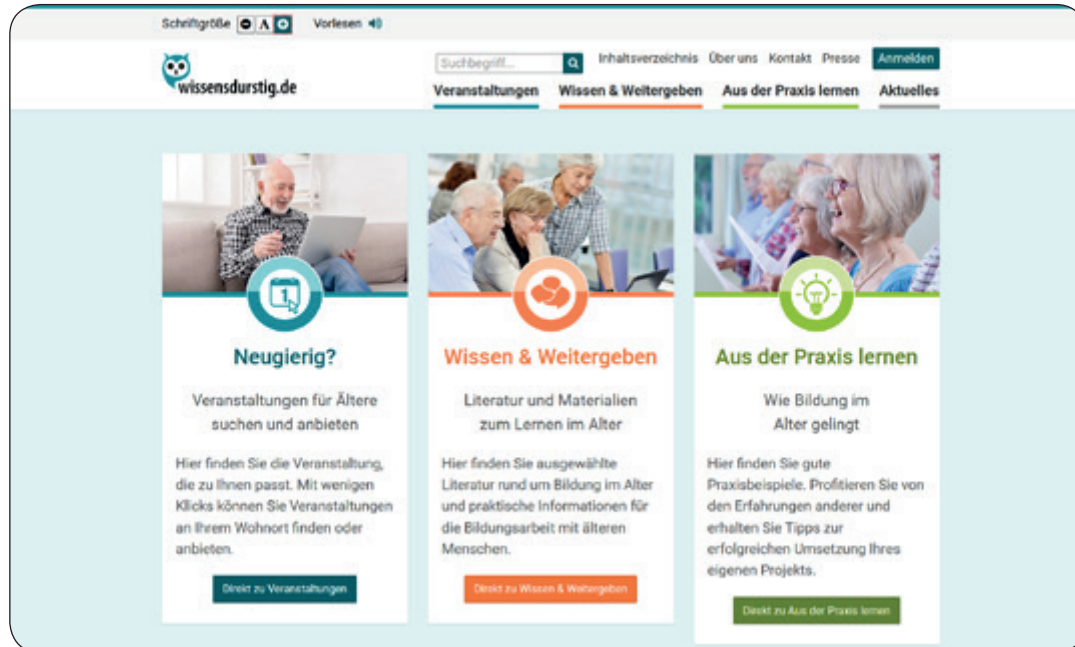 Schriftgröße A Vorlesen
wissensdurstig.de
Suchbegriff...
Inhaltsverzeichnis Über uns Kontakt Presse Anmelden
Veranstaltungen Wissen & Weitergeben Aus der Praxis lernen Aktuelles
1
Neugierig?
Veranstaltungen für Ältere
suchen und anbieten
Hier finden Sie die Veranstaltung,
die zu Ihnen passt. Mit wenigen
Klicks können Sie Veranstaltungen
an Ihrem Wohnort finden oder
anbieten.
Direkt zu Veranstaltungen
Wissen & Weitergeben
Literatur und Materialien
zum Lernen im Alter
Hier finden Sie ausgewählte
Literatur rund um Bildung im Alter
und praktische Informationen für
die Bildungsarbeit mit älteren
Menschen.
Direkt zu Wissen & Weitergeben
Aus der Praxis lernen
Wie Bildung im
Alter gelingt
Hier finden Sie gute
Praxisbeispiele. Profitieren Sie von
den Erfahrungen anderer und
erhalten Sie Tipps zur
erfolgreichen Umsetzung Ihres
eigenen Projekts.
Direkt zu Aus der Praxis lernen